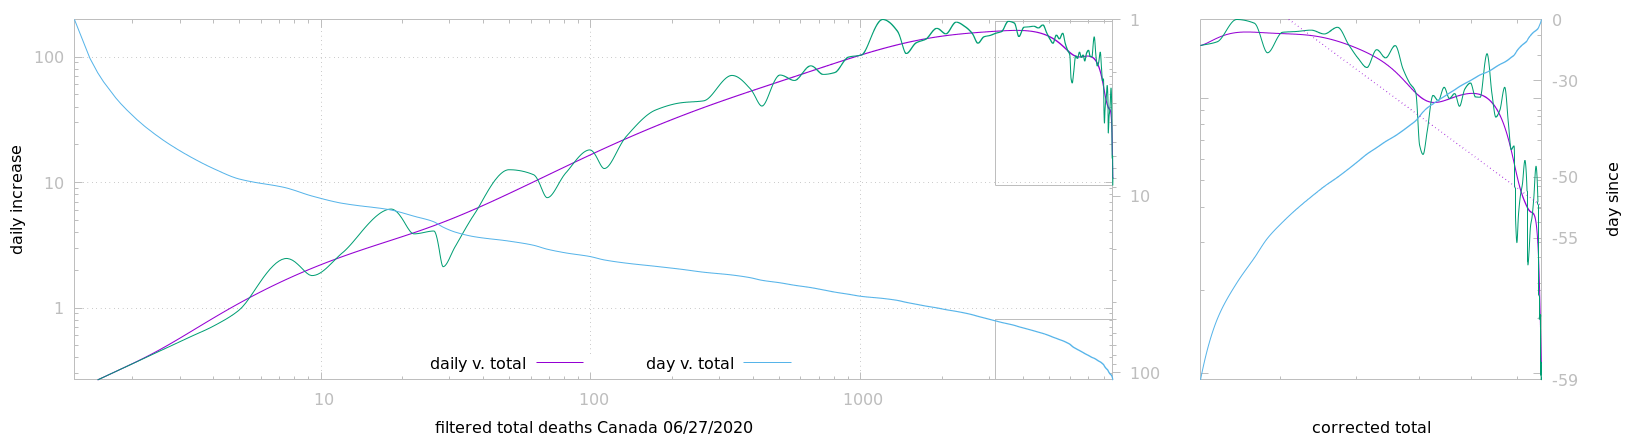 daily increase
100
10
1
10
100
1000
filtered total deaths Canada 06/27/2020
daily v. total
day v. total
1
10
100
0
-30
-50
-55
-59
day since
corrected total